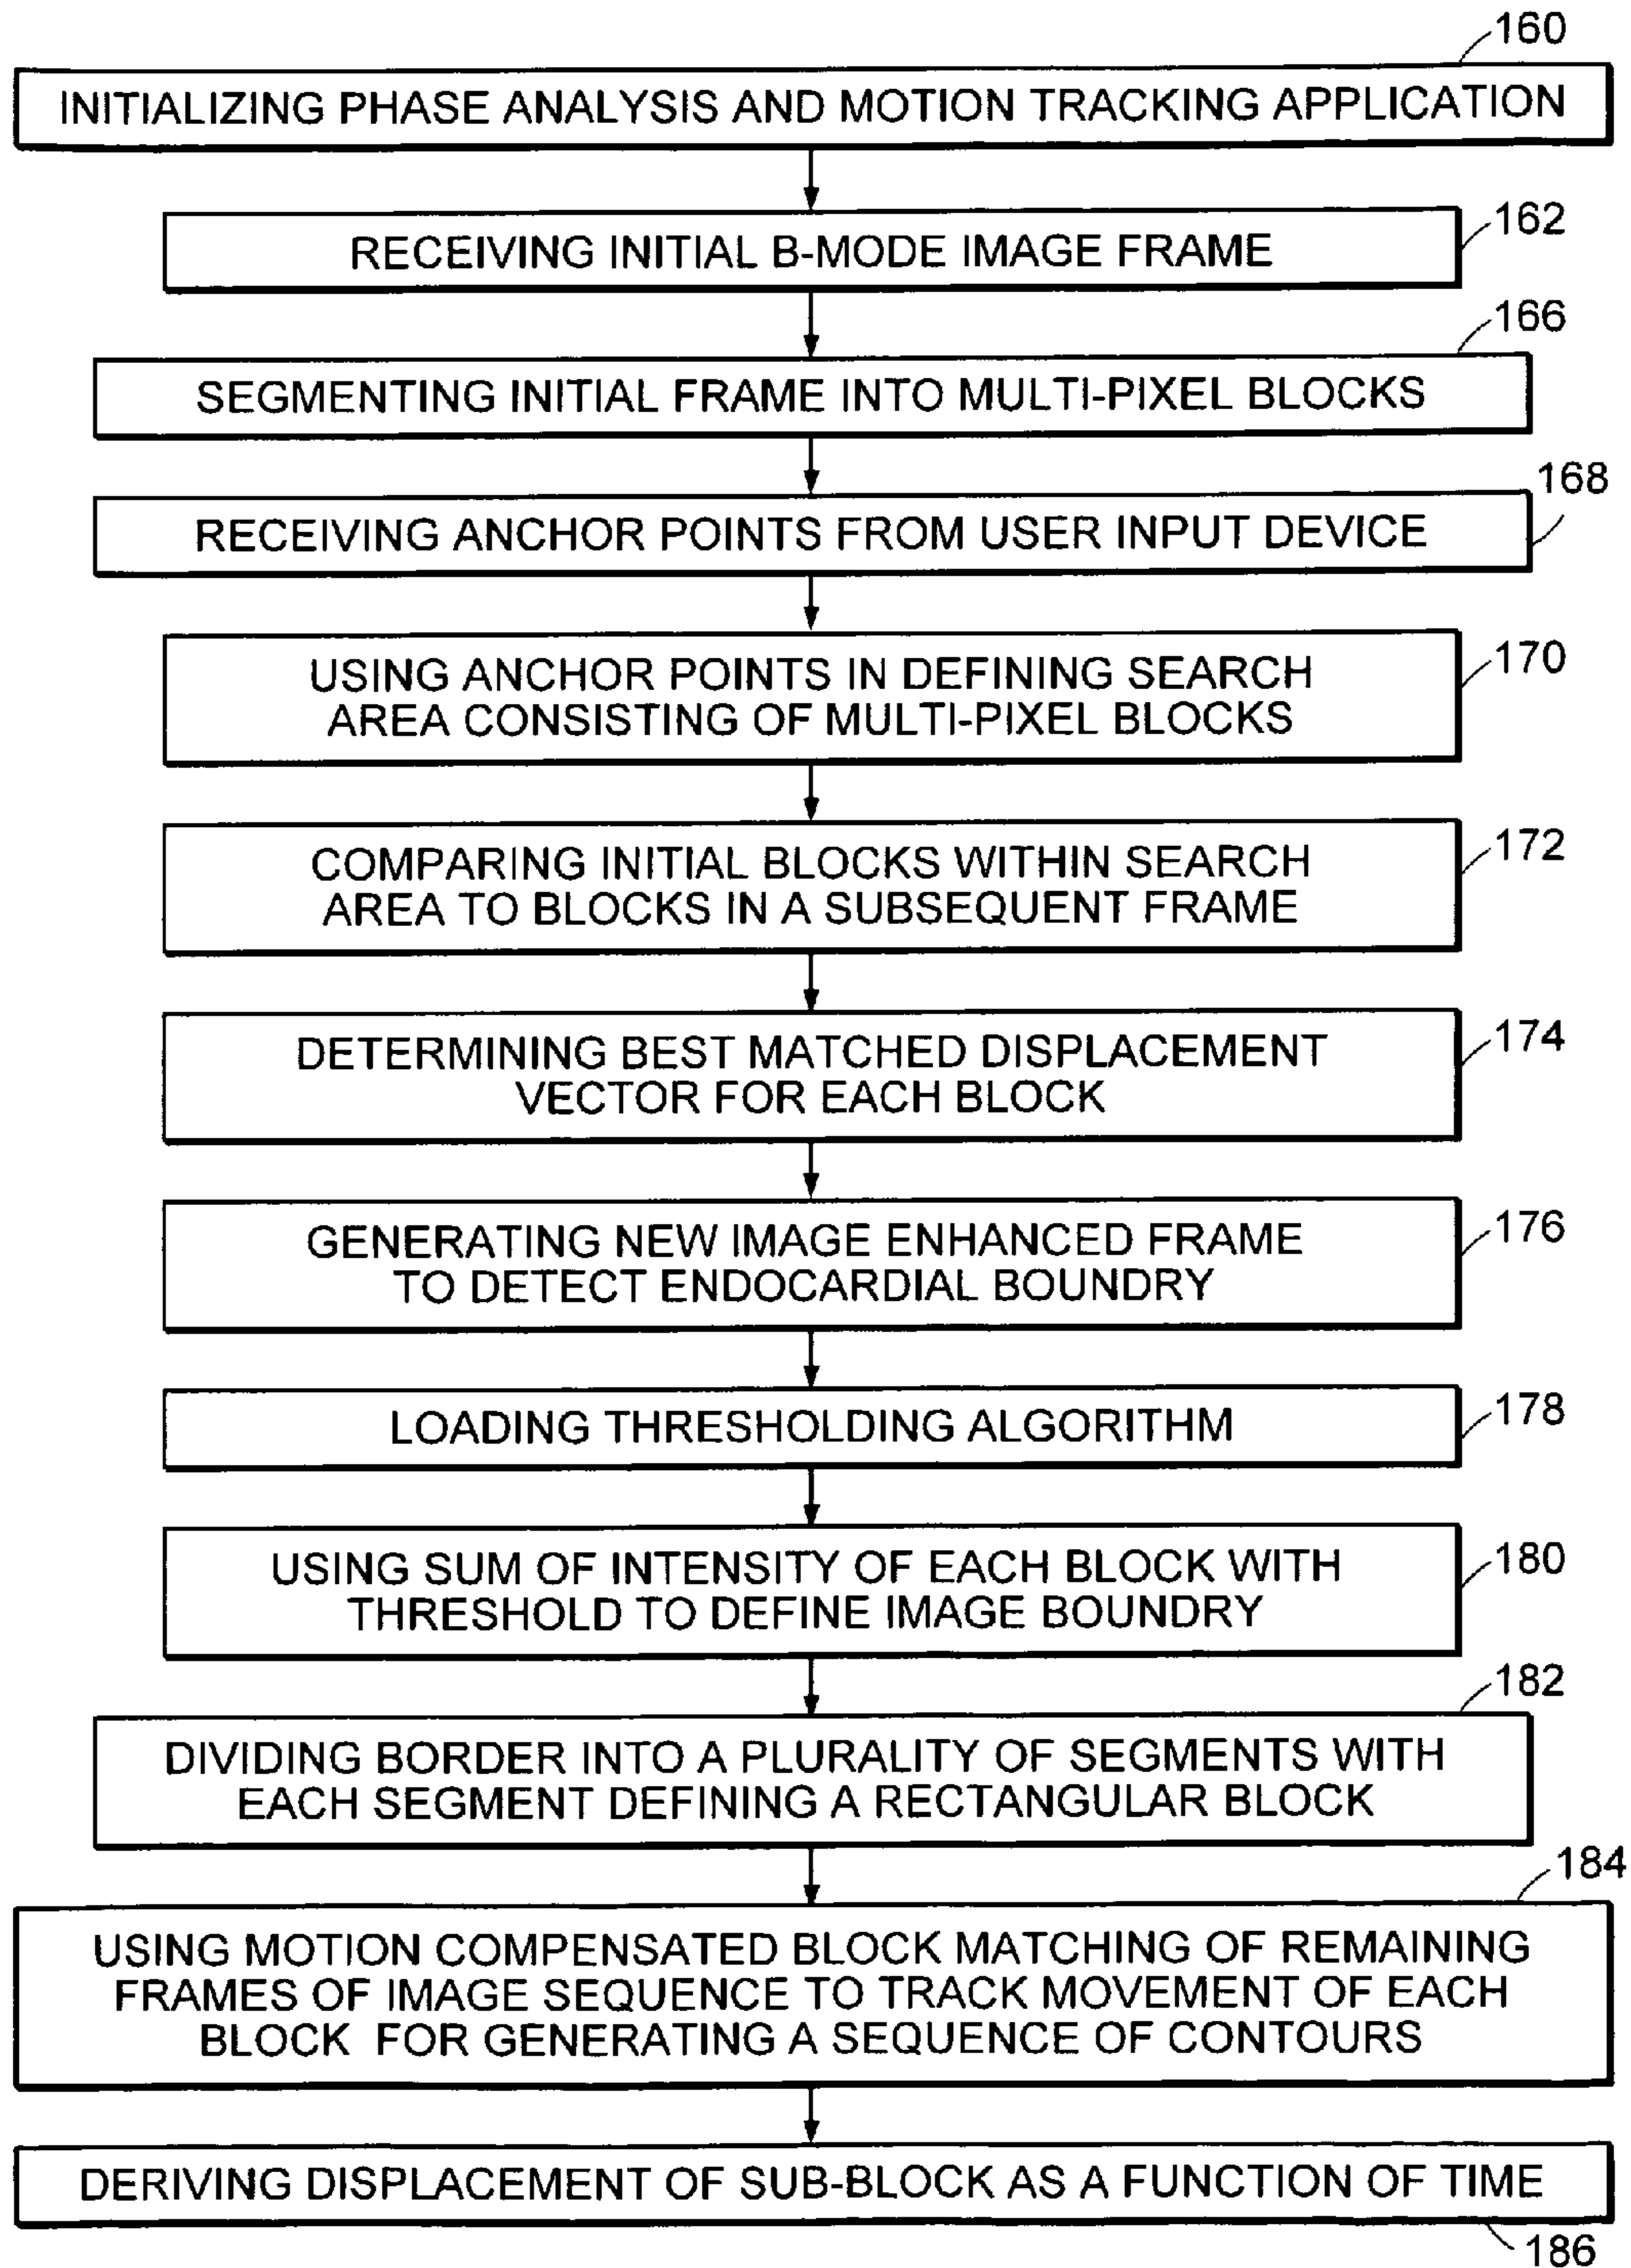 160
INITIALIZING PHASE ANALYSIS AND MOTION TRACKING APPLICATION
162
RECEIVING INITIAL B-MODE IMAGE FRAME
166
SEGMENTING INITIAL FRAME INTO MULTI-PIXEL BLOCKS
168
RECEIVING ANCHOR POINTS FROM USER INPUT DEVICE
170
USING ANCHOR POINTS IN DEFINING SEARCH
AREA CONSISTING OF MULTI-PIXEL BLOCKS
172
COMPARING INITIAL BLOCKS WITHIN SEARCH
AREA TO BLOCKS IN A SUBSEQUENT FRAME
174
DETERMINING BEST MATCHED DISPLACEMENT
VECTOR FOR EACH BLOCK
176
GENERATING NEW IMAGE ENHANCED FRAME
TO DETECT ENDOCARDIAL BOUNDRY
178
LOADING THRESHOLDING ALGORITHM
180
USING SUM OF INTENSITY OF EACH BLOCK WITH
THRESHOLD TO DEFINE IMAGE BOUNDRY
182
DIVIDING BORDER INTO A PLURALITY OF SEGMENTS WITH
EACH SEGMENT DEFINING A RECTANGULAR BLOCK
184
USING MOTION COMPENSATED BLOCK MATCHING OF REMAINING
FRAMES OF IMAGE SEQUENCE TO TRACK MOVEMENT OF EACH
BLOCK FOR GENERATING A SEQUENCE OF CONTOURS
DERIVING DISPLACEMENT OF SUB-BLOCK AS A FUNCTION OF TIME
186